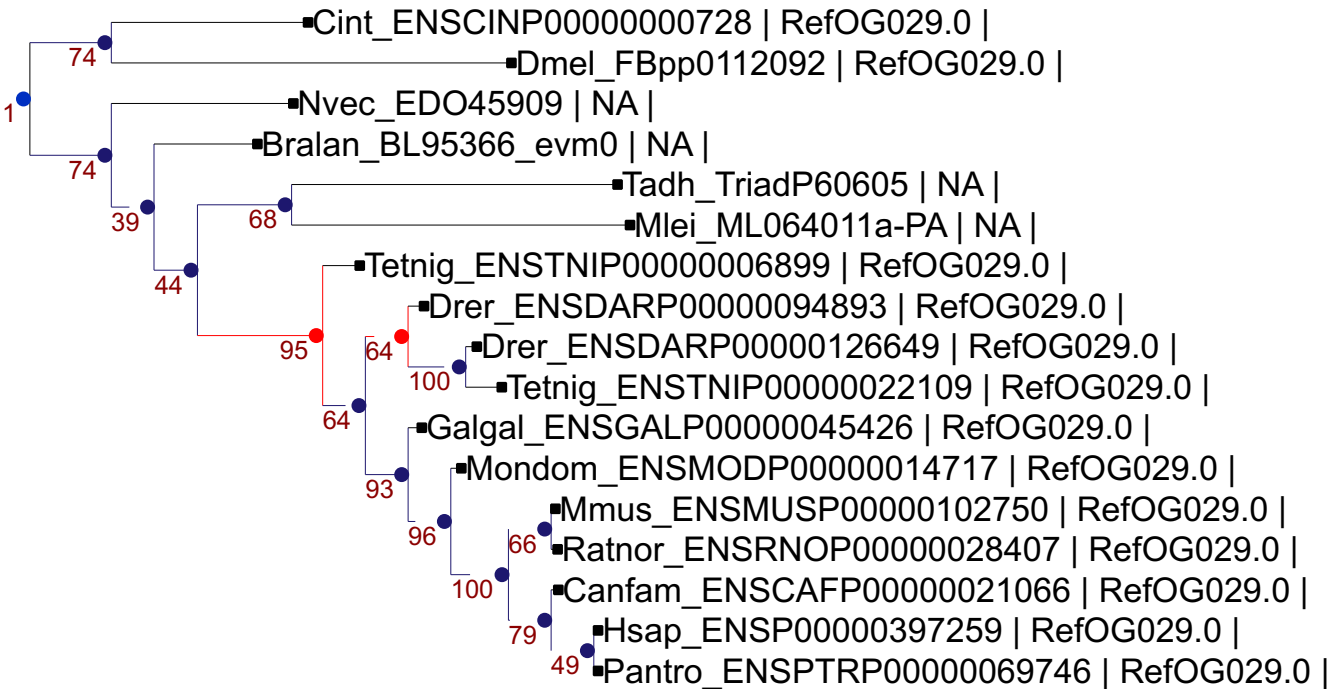 Cint_ENSCINP00000000728 | RefOG029.0 |
74
Dmel_FBpp0112092 | RefOG029.0 |
1
Nvec_EDO45909 | NA |
Bralan_BL95366_evm0 | NA |
74
Tadh_TriadP60605 | NA |
39
68
Mlei_ML064011a-PA | NA |
Tetnig_ENSTNIP00000006899 | RefOG029.0 |
44
Drer_ENSDARP00000094893 | RefOG029.0 |
95
64
Drer_ENSDARP00000126649 | RefOG029.0 |
100
Tetnig_ENSTNIP00000022109 | RefOG029.0 |
64
Galgal_ENSGALP00000045426 | RefOG029.0 |
Mondom_ENSMODP00000014717 | RefOG029.0 |
93
Mmus_ENSMUSP00000102750 | RefOG029.0 |
96
66
Ratnor_ENSRNOP00000028407 | RefOG029.0 |
100
Canfam_ENSCAFP00000021066 | RefOG029.0 |
79
Hsap_ENSP00000397259 | RefOG029.0 |
49
Pantro_ENSPTRP00000069746 | RefOG029.0 |